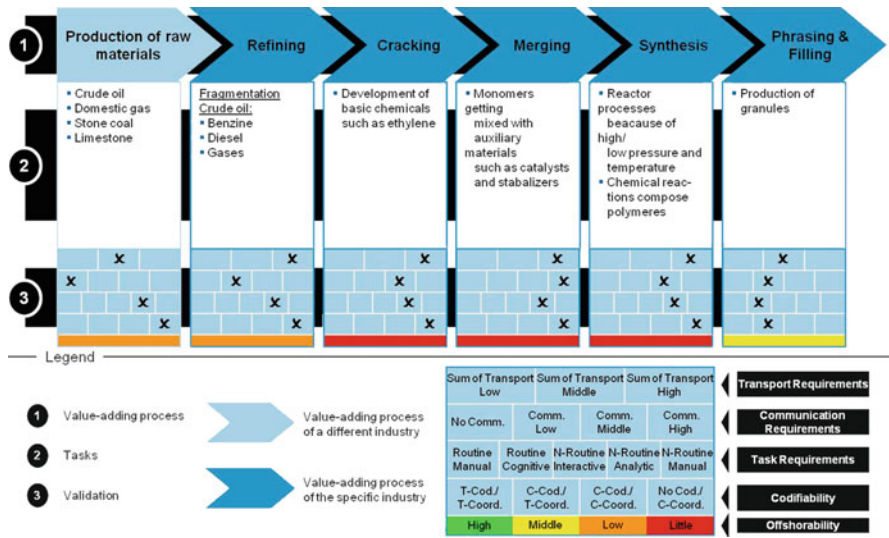 1
Production of raw
materials
Refining
Cracking
Merging
Synthesis
Phrasing &
Filling
2
▪ Crude oil
▪ Domestic gas
▪ Stone coal
▪ Limestone
Fragmentation
Crude oil:
▪ Benzine
▪ Diesel
▪ Gases
▪ Development of
basic chemicals
such as ethylene
▪ Monomers
getting
mixed with
auxiliary
materials
such as catalysts
and stabalizers
▪ Reactor
processes
beacause of
high/
low pressure and
temperature
▪ Chemical reac-
tions compose
polymeres
▪ Production of
granules
3
x x x x x x
x x x x x x
x x x x x x
x x x x x x
Legend
1 Value-adding process
2 Tasks
3 Validation
Value-adding process
of a different industry
Value-adding process
of the specific industry
Sum of Transport
Low
Sum of Transport
Middle
Sum of Transport
High
Transport Requirements
No Comm.
Comm.
Low
Comm.
Middle
Comm.
High
Communication
Requirements
Routine
Manual
Routine
Cognitive
N-Routine
Interactive
N-Routine
Analytic
N-Routine
Manual
Task Requirements
T-Cod./
T-Coord.
C-Cod./
T-Coord.
C-Cod./
C-Coord.
No Cod./
C-Coord.
Codifiability
High
Middle
Low
Little
Offshorability